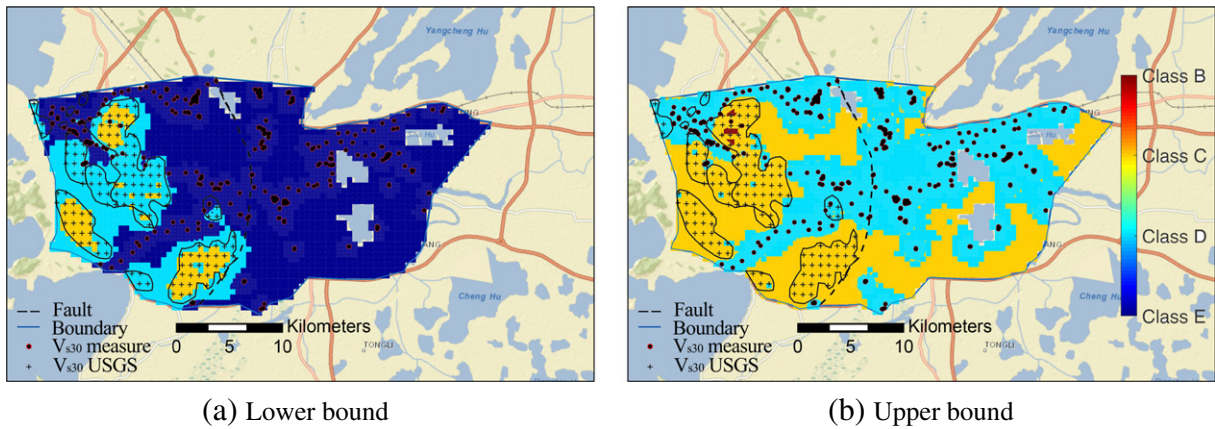 Yangcheng Hu
Fault
Boundary
Vs30 measure
Vs30 USGS
Kilometers
0 5 10
Cheng Hu
TONGLI
(a) Lower bound
Yangcheng Hu
Class B
Class C
Class D
Class E
Fault
Boundary
Vs30 measure
Vs30 USGS
Kilometers
0 5 10
Cheng Hu
TONGLI
(b) Upper bound